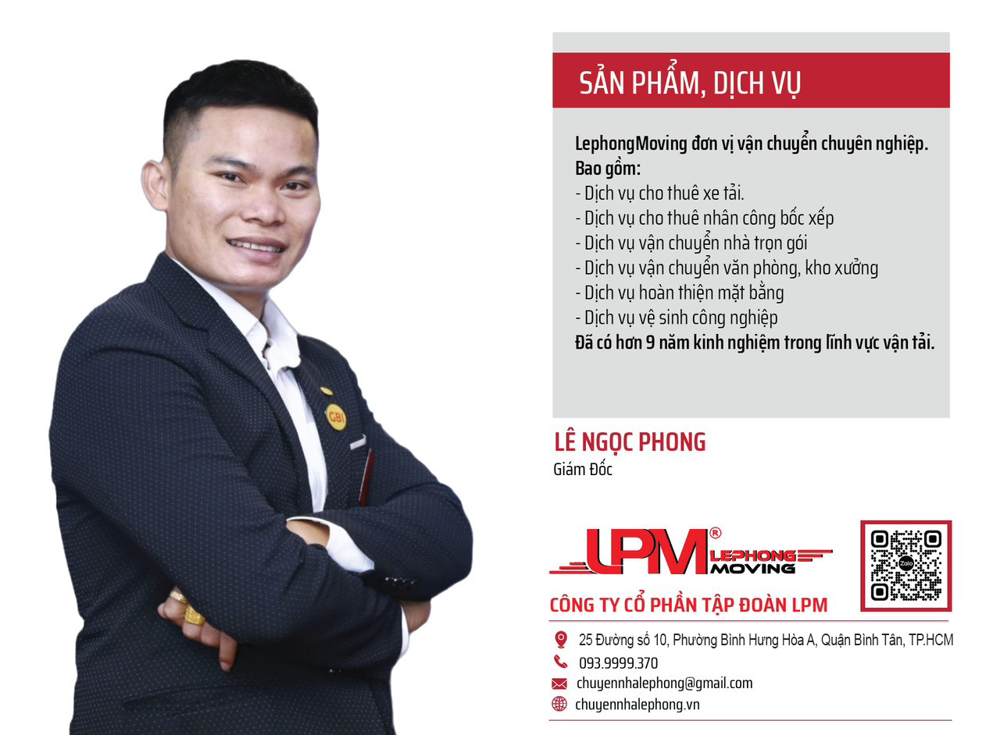 SẢN PHẨM, DỊCH VỤ
LephongMoving đơn vị vận chuyển chuyên nghiệp.
Bao gồm:
- Dịch vụ cho thuê xe tải.
- Dịch vụ cho thuê nhân công bốc xếp
- Dịch vụ vận chuyển nhà trọn gói
- Dịch vụ vận chuyển văn phòng, kho xưởng
- Dịch vụ hoàn thiện mặt bằng
- Dịch vụ vệ sinh công nghiệp
Đã có hơn 9 năm kinh nghiệm trong lĩnh vực vận tải.
GBI
LÊ NGỌC PHONG
Giám Đốc
LPM®
LEPHONG
MOVING
Zalo
CÔNG TY CỔ PHẦN TẬP ĐOÀN LPM
25 Đường số 10, Phường Bình Hưng Hòa A, Quận Bình Tân, TP.HCM
093.9999.370
chuyennhalephong@gmail.com
chuyennhalephong.vn